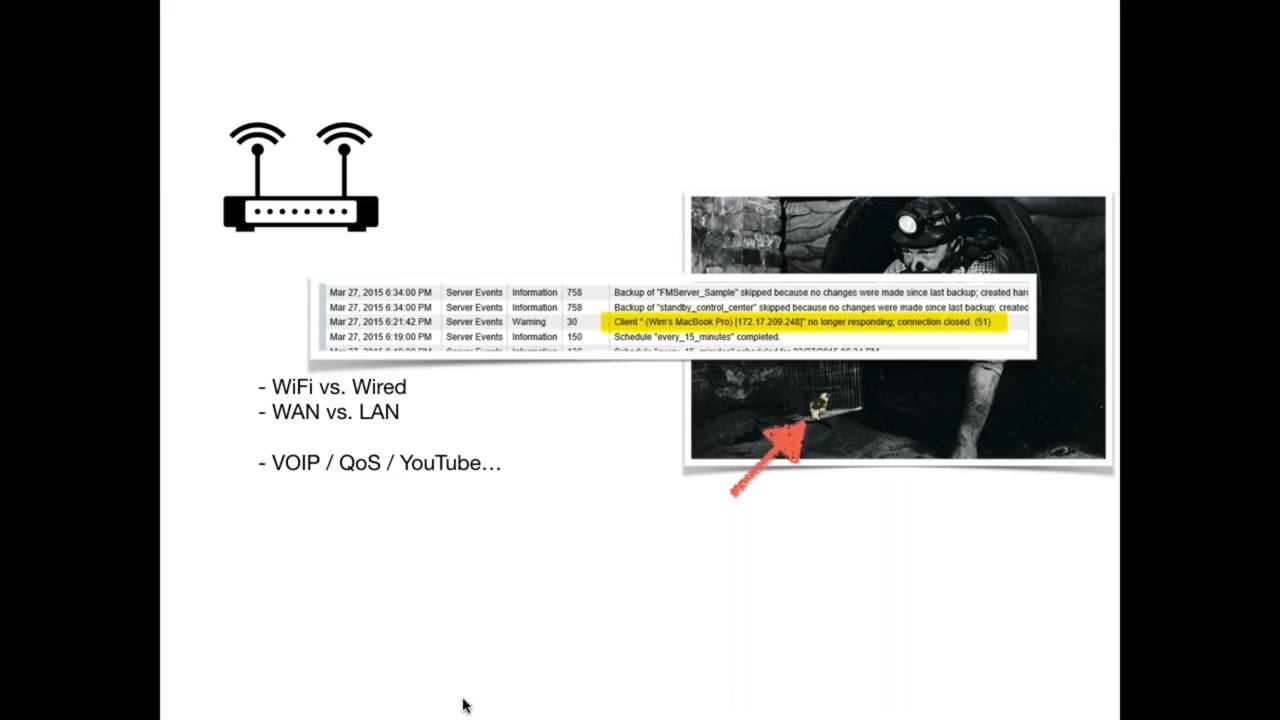 Mar 27, 2015 6:34:00 PM Server Events Information 758 Backup of "FMServer_Sample" skipped because no changes were made since last backup; created hard
Mar 27, 2015 6:34:00 PM Server Events Information 758 Backup of "standby_control_center" skipped because no changes were made since last backup; created
Mar 27, 2015 6:21:42 PM Server Events Warning 30 Client " (Wim's MacBook Pro) [172.17.209.248]" no longer responding; connection closed. (51)
Mar 27, 2015 6:19:00 PM Server Events Information 150 Schedule "every_15_minutes" completed.
- WiFi vs. Wired
- WAN vs. LAN
- VOIP / QoS / YouTube…